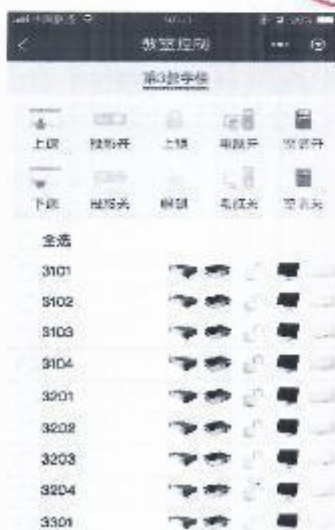 教室控制
第3教学楼
上课 投影开 上锁 电脑开 空调开
下课 投影关 解锁 电脑关 空调关
全选
3101
3102
3103
3104
3201
3202
3203
3204
3301